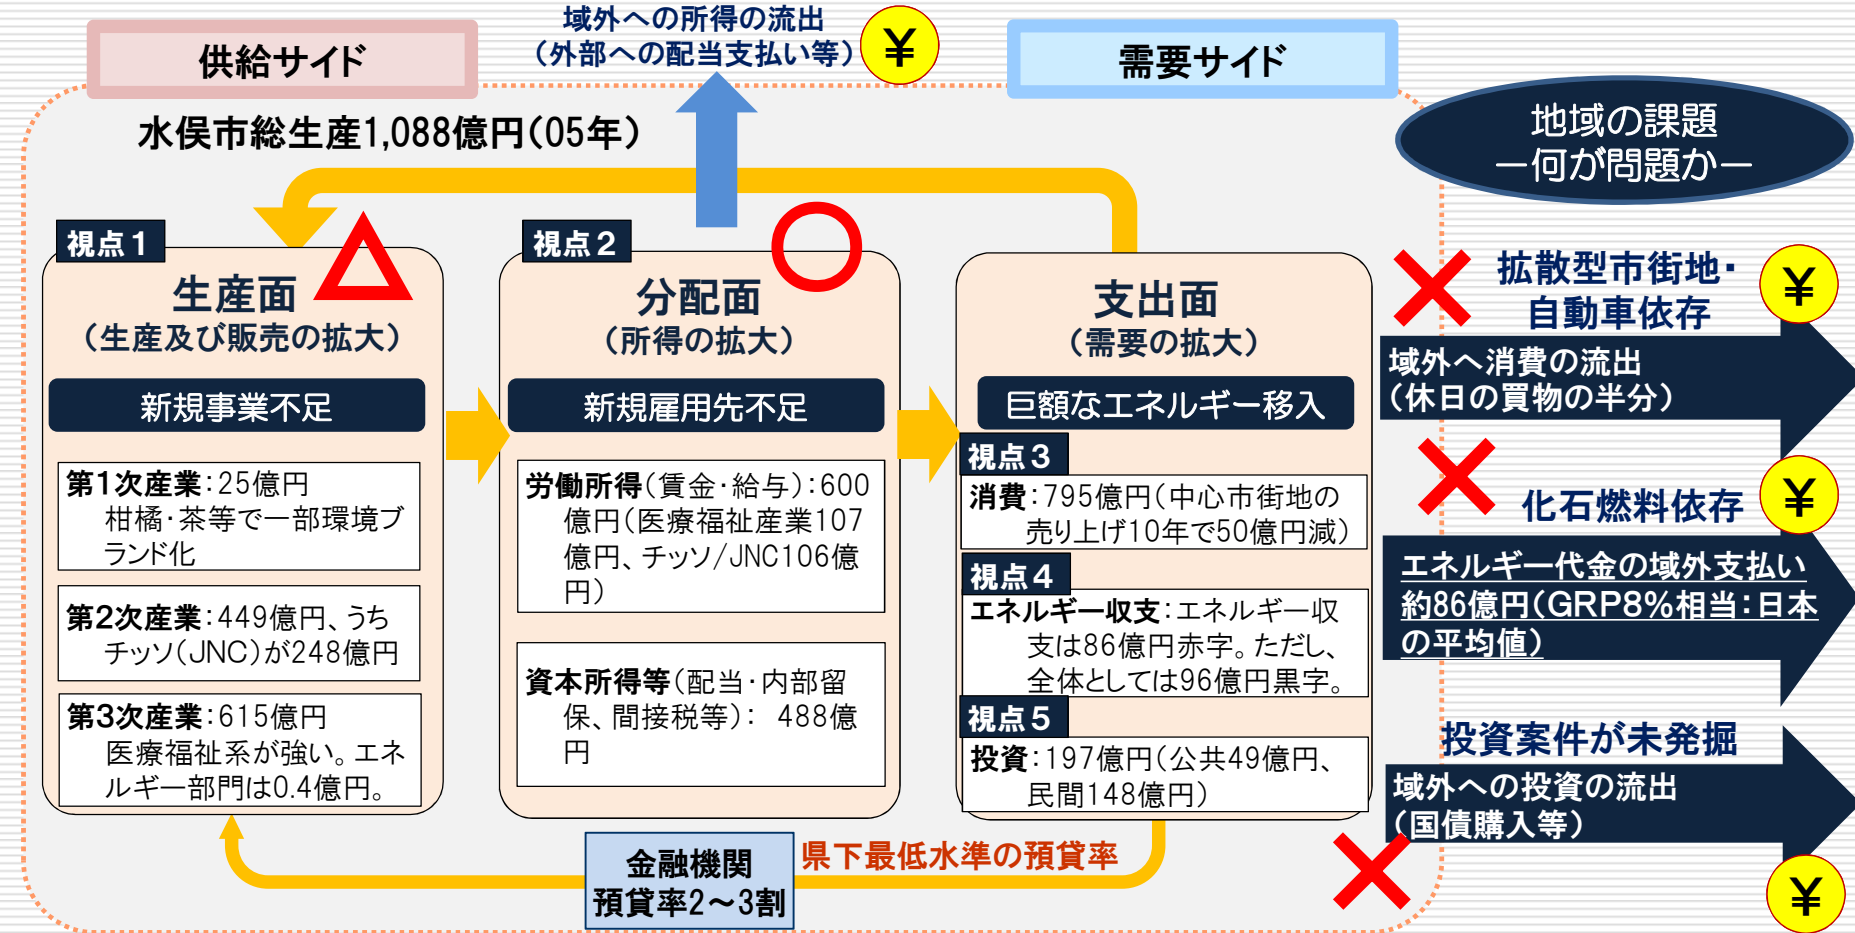 域外への所得の流出
（外部への配当支払い等）
¥
供給サイド
需要サイド
水俣市総生産1,088億円（05年）
地域の課題
―何が問題か―
視点１
生産面
（生産及び販売の拡大）
新規事業不足
第1次産業：25億円
柑橘・茶等で一部環境ブ
ランド化
第2次産業：449億円、うち
チッソ（JNC）が248億円
第3次産業：615億円
医療福祉系が強い。エネ
ルギー部門は0.4億円。
視点２
分配面
（所得の拡大）
新規雇用先不足
労働所得（賃金・給与）：600
億円（医療福祉産業107
億円、チッソ/JNC106億
円）
資本所得等（配当・内部留
保、間接税等）： 488億
円
支出面
（需要の拡大）
巨額なエネルギー移入
視点３
消費：795億円（中心市街地の
売り上げ10年で50億円減）
視点４
エネルギー収支：エネルギー収
支は86億円赤字。ただし、
全体としては96億円黒字。
視点５
投資：197億円（公共49億円、
民間148億円）
拡散型市街地・
自動車依存
¥
域外へ消費の流出
（休日の買物の半分）
化石燃料依存
¥
エネルギー代金の域外支払い
約86億円（GRP8％相当：日本
の平均値）
投資案件が未発掘
域外への投資の流出
（国債購入等）
¥
金融機関
預貸率2～3割
県下最低水準の預貸率